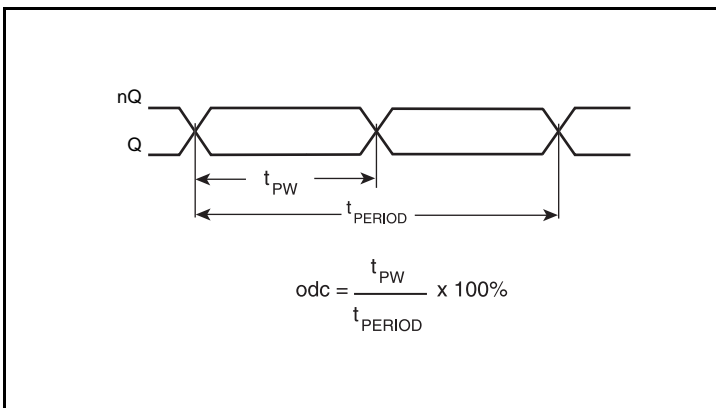 nQ
Q
tPW
tPERIOD
odc = tPW / tPERIOD x 100%